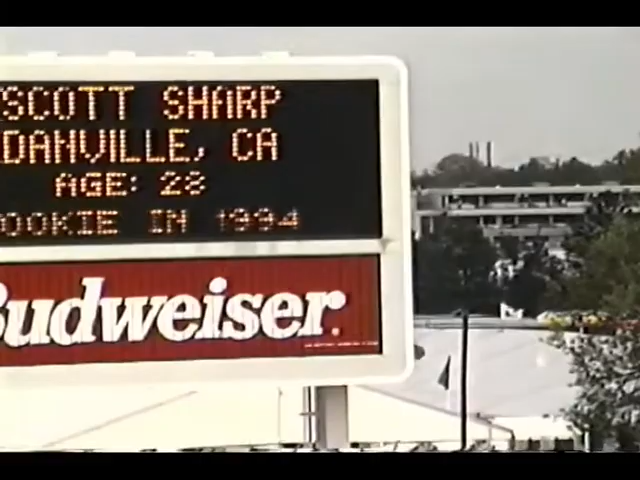 SCOTT SHARP
DANVILLE, CA
AGE: 28
OOKIE IN 1994
Budweiser